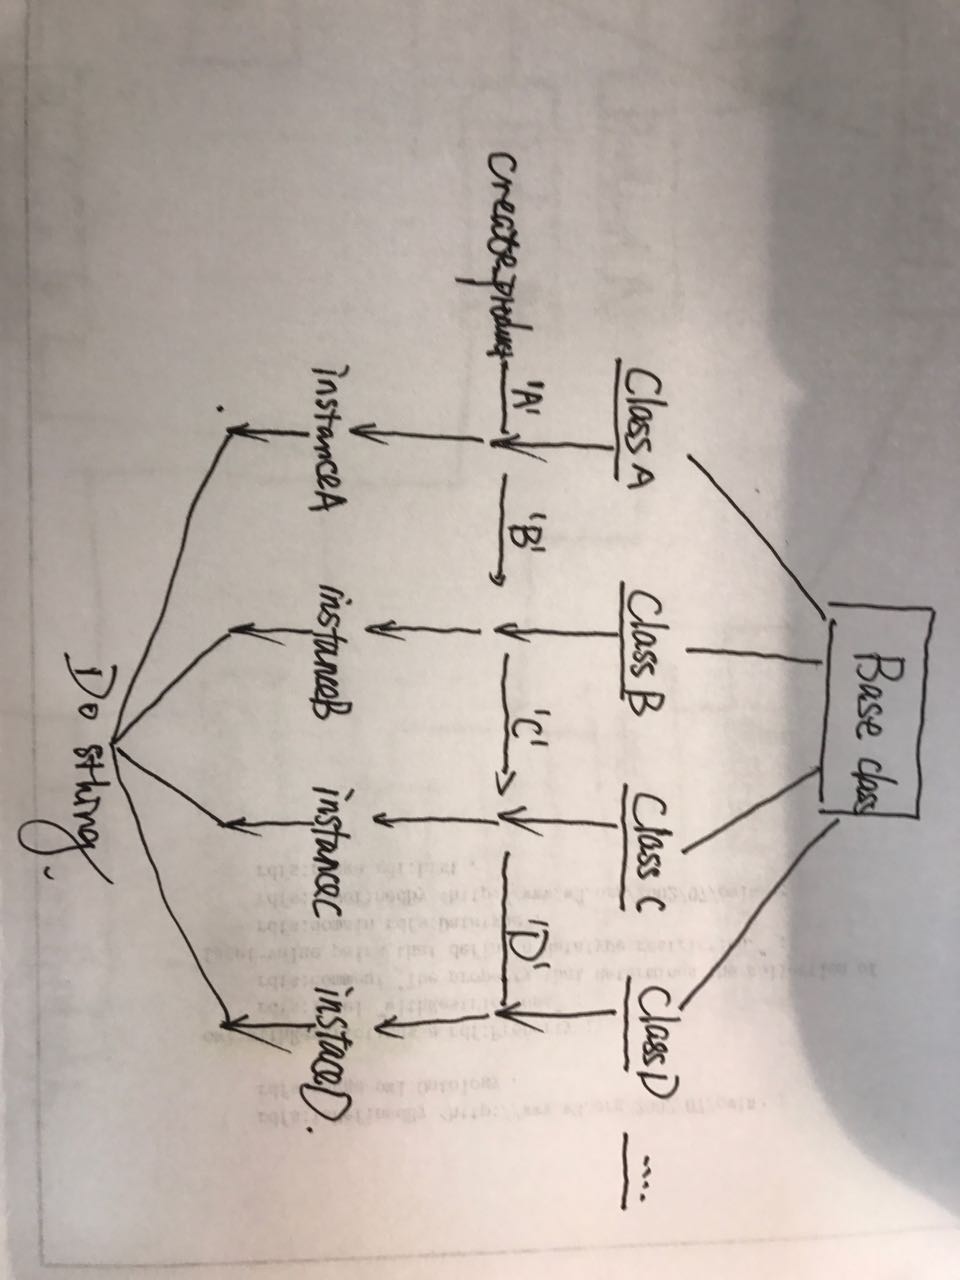 Base class
Class A Class B Class C Class D ....
create product 'A' 'B' 'C' 'D'
instanceA instanceB instanceC instaceD.
Do sthing.